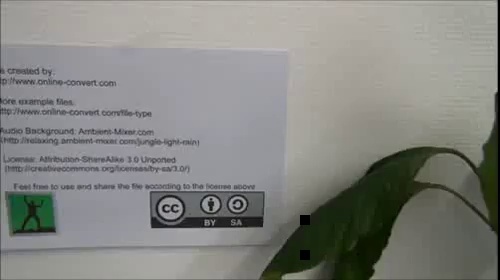 created by:
tp://www.online-convert.com
ore example files:
ttp://www.online-convert.com/file-type
Audio Background: Ambient-Mixer.com
(http://relaxing.ambient-mixer.com/jungle-light-min)
License: Attribution-ShareAlike 3.0 Unported
(http://creativecommons.org/licenses/by-sa/3.0/)
Feel free to use and share the file according to the license above
CC
BY SA